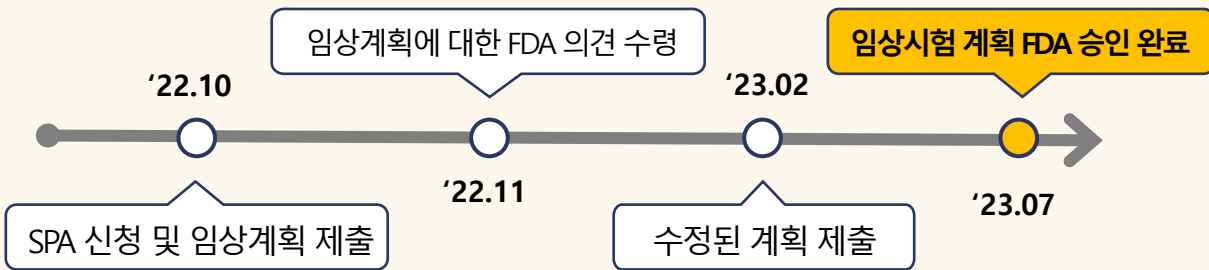 임상계획에 대한 FDA 의견 수령
임상시험 계획 FDA 승인 완료
‘22.10
‘23.02
‘22.11
‘23.07
SPA 신청 및 임상계획 제출
수정된 계획 제출